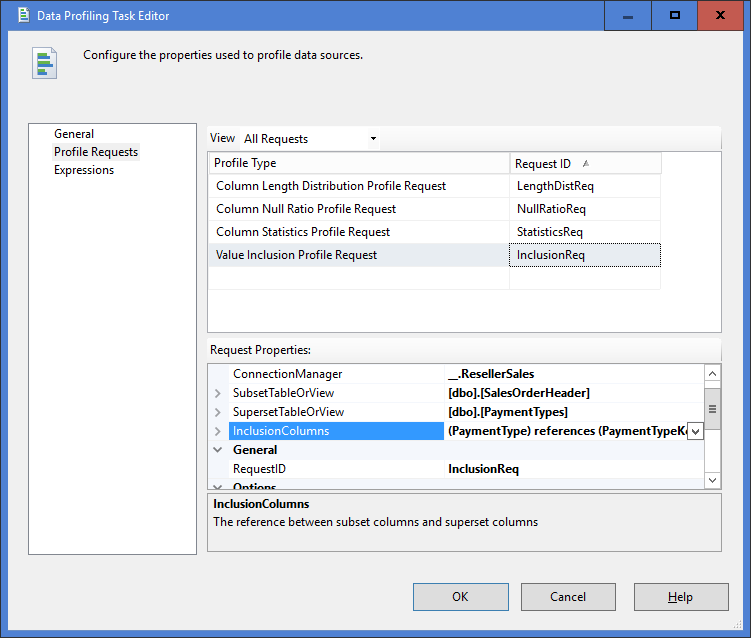 Data Profiling Task Editor
Configure the properties used to profile data sources.
General
Profile Requests
Expressions
View All Requests
Profile Type Request ID
Column Length Distribution Profile Request LengthDistReq
Column Null Ratio Profile Request NullRatioReq
Column Statistics Profile Request StatisticsReq
Value Inclusion Profile Request InclusionReq
Request Properties:
ConnectionManager __.ResellerSales
SubsetTableOrView [dbo].[SalesOrderHeader]
SupersetTableOrView [dbo].[PaymentTypes]
InclusionColumns (PaymentType) references (PaymentTypeKe
General
RequestID InclusionReq
Options
InclusionColumns
The reference between subset columns and superset columns
OK Cancel Help